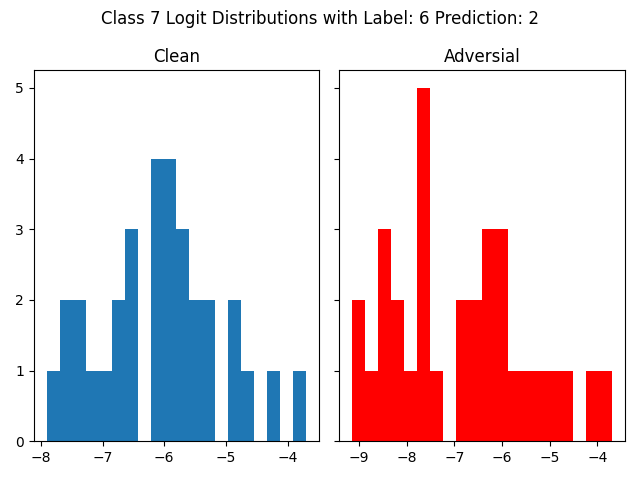 Class 7 Logit Distributions with Label: 6 Prediction: 2
Clean
Adversial
5
4
3
2
1
0
−8 −7 −6 −5 −4
−9 −8 −7 −6 −5 −4